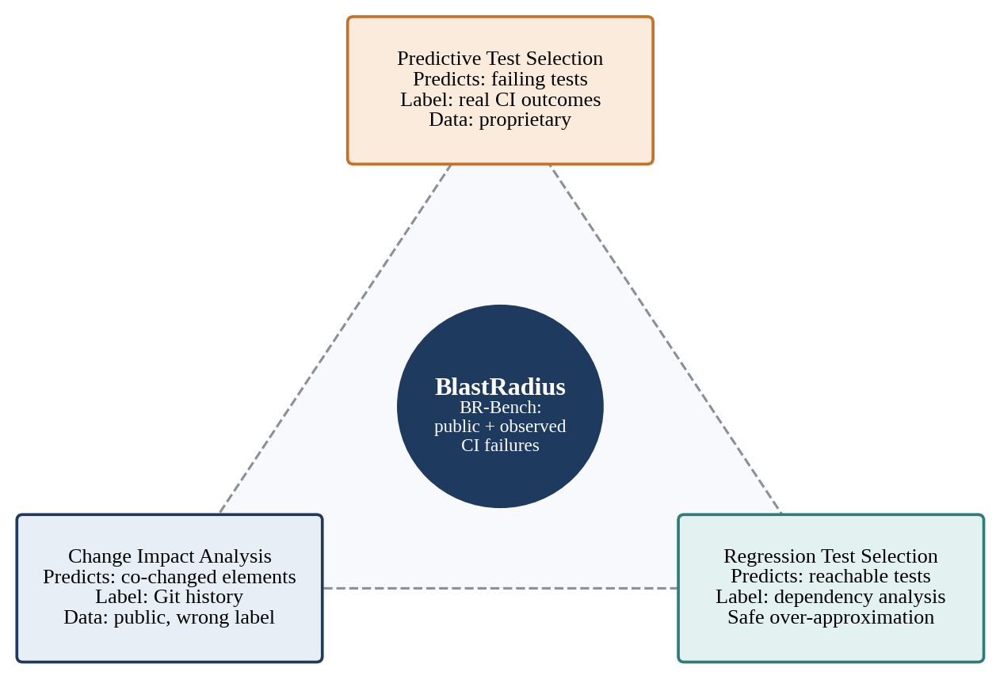 Predictive Test Selection
Predicts: failing tests
Label: real CI outcomes
Data: proprietary
BlastRadius
BR-Bench:
public + observed
CI failures
Change Impact Analysis
Predicts: co-changed elements
Label: Git history
Data: public, wrong label
Regression Test Selection
Predicts: reachable tests
Label: dependency analysis
Safe over-approximation